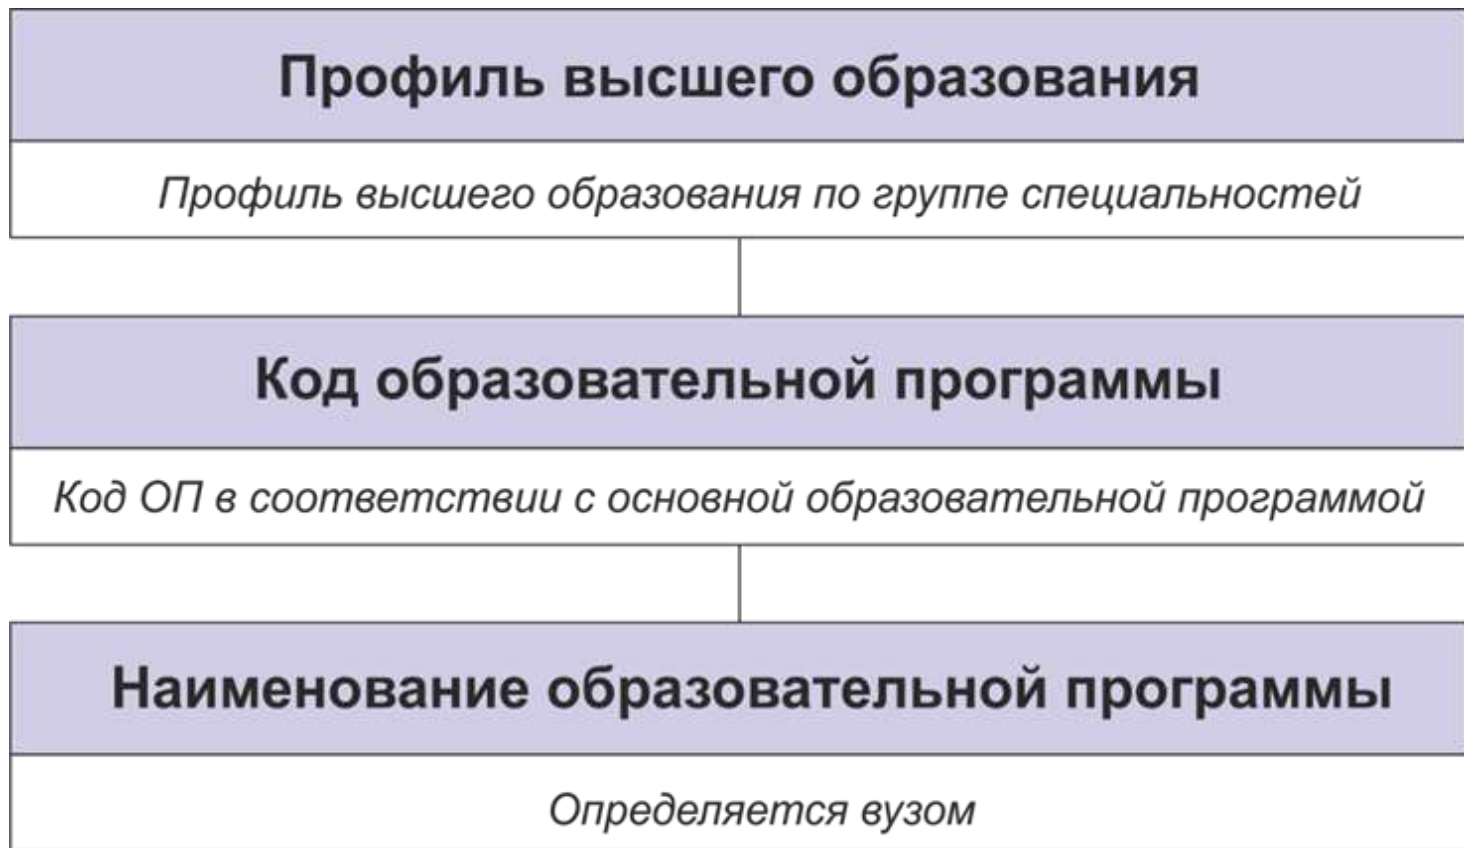 Профиль высшего образования
Профиль высшего образования по группе специальностей
Код образовательной программы
Код ОП в соответствии с основной образовательной программой
Наименование образовательной программы
Определяется вузом